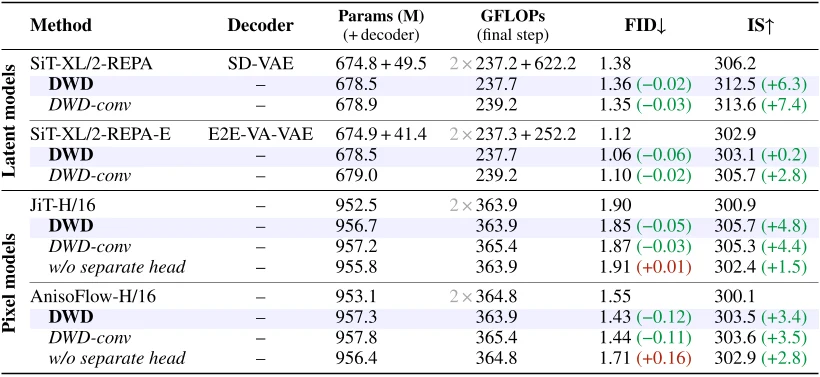 Method Decoder Params (M) (+ decoder) GFLOPs (final step) FID↓ IS↑
Latent models
SiT-XL/2-REPA SD-VAE 674.8 + 49.5 2 × 237.2 + 622.2 1.38 306.2
DWD – 678.5 237.7 1.36 (−0.02) 312.5 (+6.3)
DWD-conv – 678.9 239.2 1.35 (−0.03) 313.6 (+7.4)
SiT-XL/2-REPA-E E2E-VA-VAE 674.9 + 41.4 2 × 237.3 + 252.2 1.12 302.9
DWD – 678.5 237.7 1.06 (−0.06) 303.1 (+0.2)
DWD-conv – 679.0 239.2 1.10 (−0.02) 305.7 (+2.8)
Pixel models
JiT-H/16 – 952.5 2 × 363.9 1.90 300.9
DWD – 956.7 363.9 1.85 (−0.05) 305.7 (+4.8)
DWD-conv – 957.2 365.4 1.87 (−0.03) 305.3 (+4.4)
w/o separate head – 955.8 363.9 1.91 (+0.01) 302.4 (+1.5)
AnisoFlow-H/16 – 953.1 2 × 364.8 1.55 300.1
DWD – 957.3 363.9 1.43 (−0.12) 303.5 (+3.4)
DWD-conv – 957.8 365.4 1.44 (−0.11) 303.6 (+3.5)
w/o separate head – 956.4 364.8 1.71 (+0.16) 302.9 (+2.8)